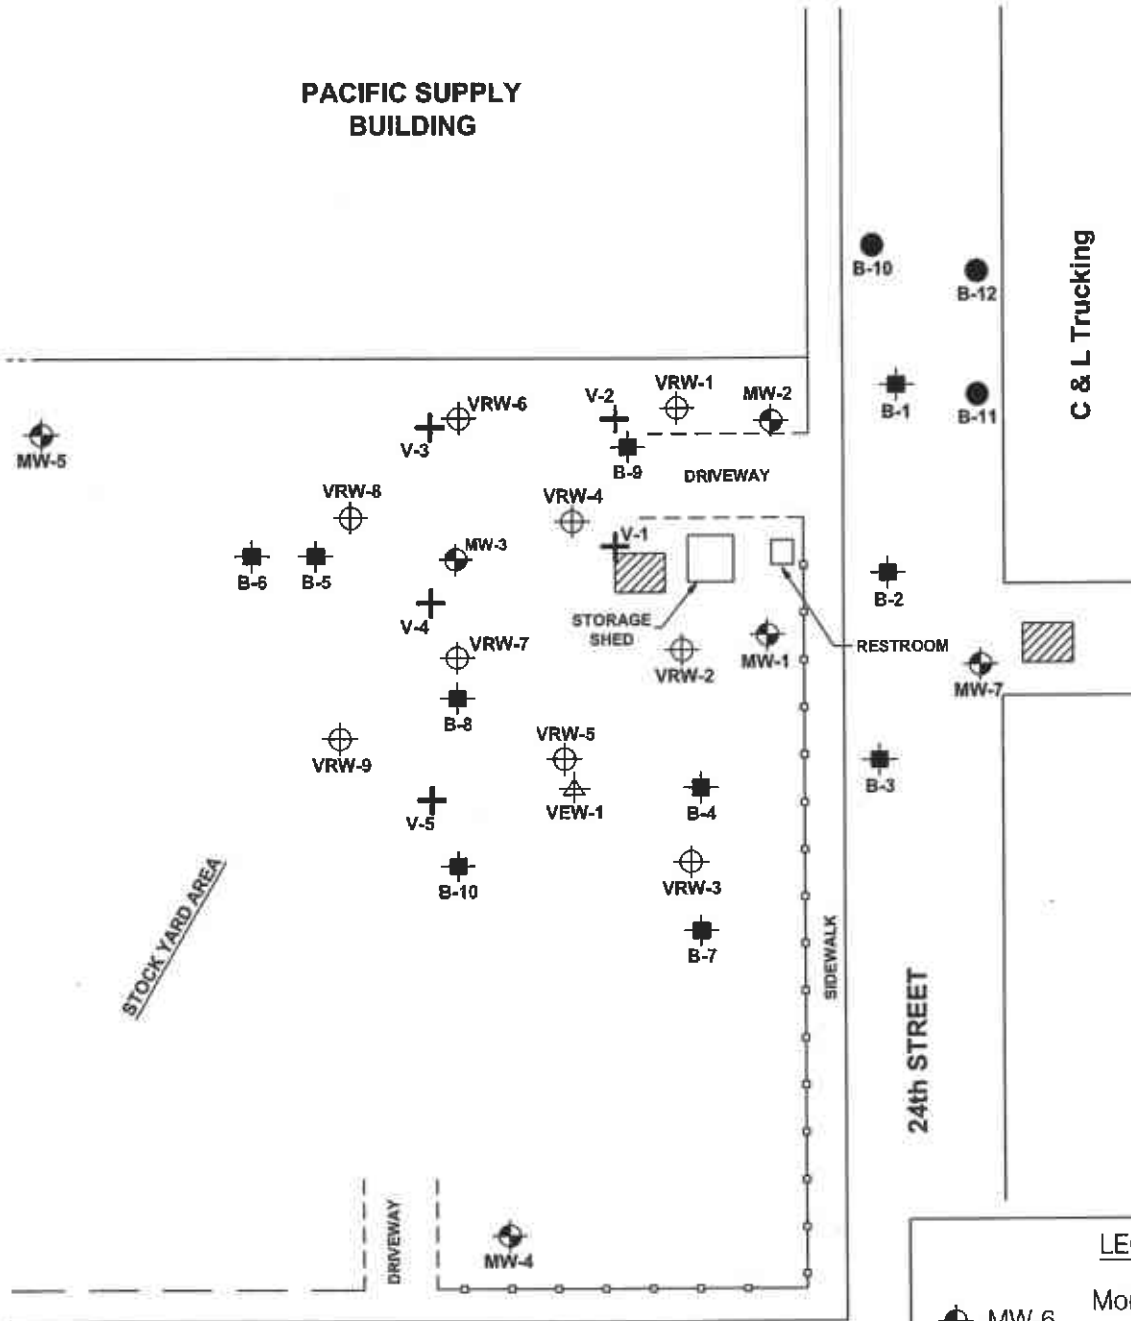 PACIFIC SUPPLY
BUILDING
B-10
B-12
C & L Trucking
B-1
B-11
VRW-1
MW-2
V-2
VRW-6
V-3
MW-5
B-9
DRIVEWAY
VRW-8
VRW-4
V-1
MW-3
B-6
B-5
B-2
V-4
STORAGE
SHED
RESTROOM
MW-1
VRW-7
VRW-2
MW-7
B-8
VRW-5
VRW-9
B-3
VEW-1
B-4
V-5
B-10
VRW-3
STOCK YARD AREA
B-7
SIDEWALK
24th STREET
DRIVEWAY
MW-4
MW-6